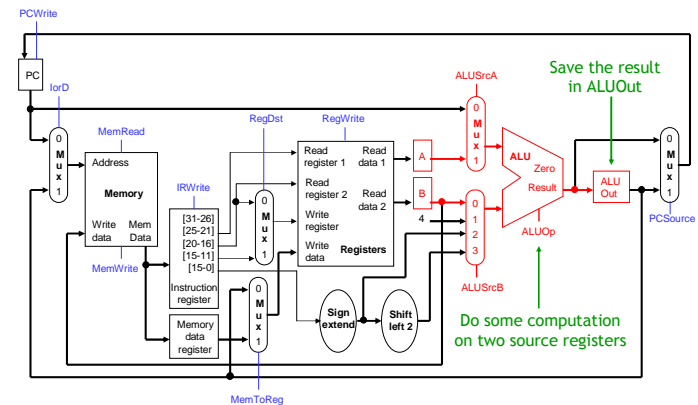 PCWrite
PC
IorD
0
M
u
x
1
MemRead
Address
Memory
Write
data
Mem
Data
MemWrite
IRWrite
[31-26]
[25-21]
[20-16]
[15-11]
[15-0]
Instruction
register
Memory
data
register
RegDst
0
M
u
x
1
0
M
u
x
1
MemToReg
RegWrite
Read
register 1
Read
data 1
Read
register 2
Read
data 2
Write
register
Write
data
Registers
Sign
extend
Shift
left 2
A
B
4
ALUSrcA
0
M
u
x
1
0
1
2
3
ALUSrcB
ALU
Zero
Result
ALUOp
ALU
Out
0
M
u
x
1
PCSource
Save the result
in ALUOut
Do some computation
on two source registers